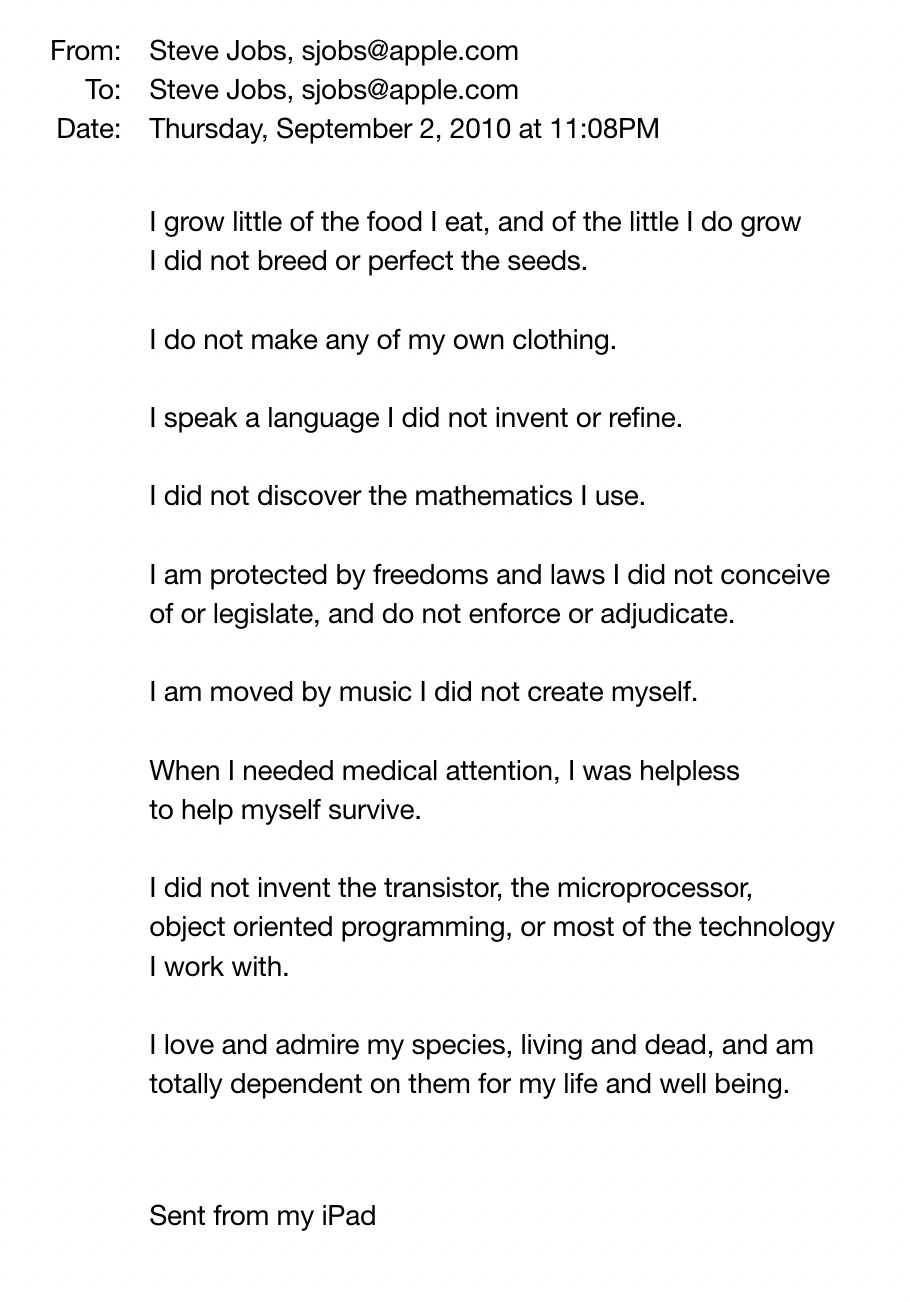 From: Steve Jobs, sjobs@apple.com
To: Steve Jobs, sjobs@apple.com
Date: Thursday, September 2, 2010 at 11:08PM
I grow little of the food I eat, and of the little I do grow
I did not breed or perfect the seeds.
I do not make any of my own clothing.
I speak a language I did not invent or refine.
I did not discover the mathematics I use.
I am protected by freedoms and laws I did not conceive
of or legislate, and do not enforce or adjudicate.
I am moved by music I did not create myself.
When I needed medical attention, I was helpless
to help myself survive.
I did not invent the transistor, the microprocessor,
object oriented programming, or most of the technology
I work with.
I love and admire my species, living and dead, and am
totally dependent on them for my life and well being.
Sent from my iPad